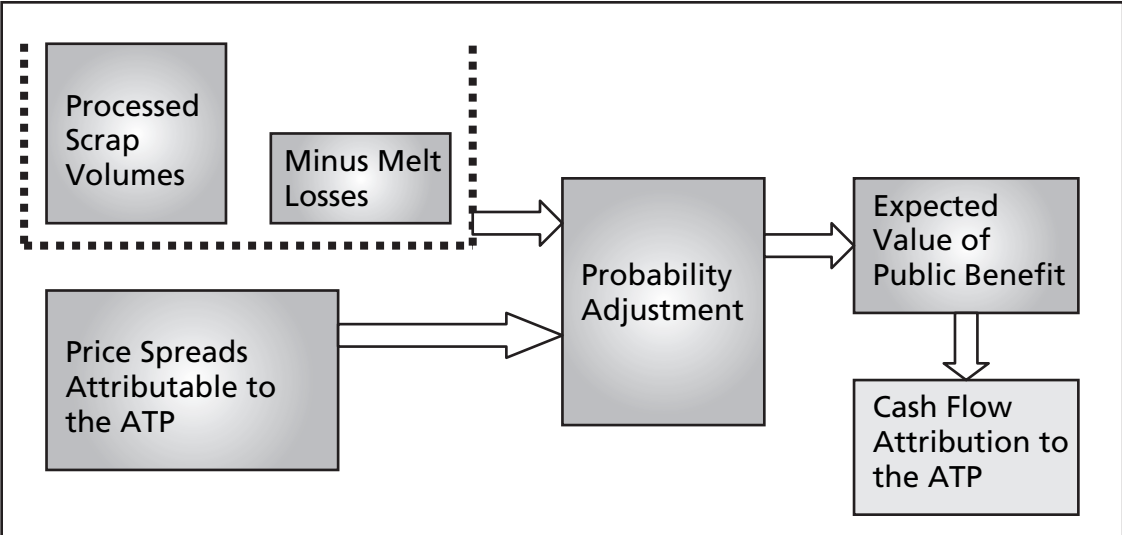 Processed
Scrap
Volumes
Minus Melt
Losses
Price Spreads
Attributable to
the ATP
Probability
Adjustment
Expected
Value of
Public Benefit
Cash Flow
Attribution to
the ATP